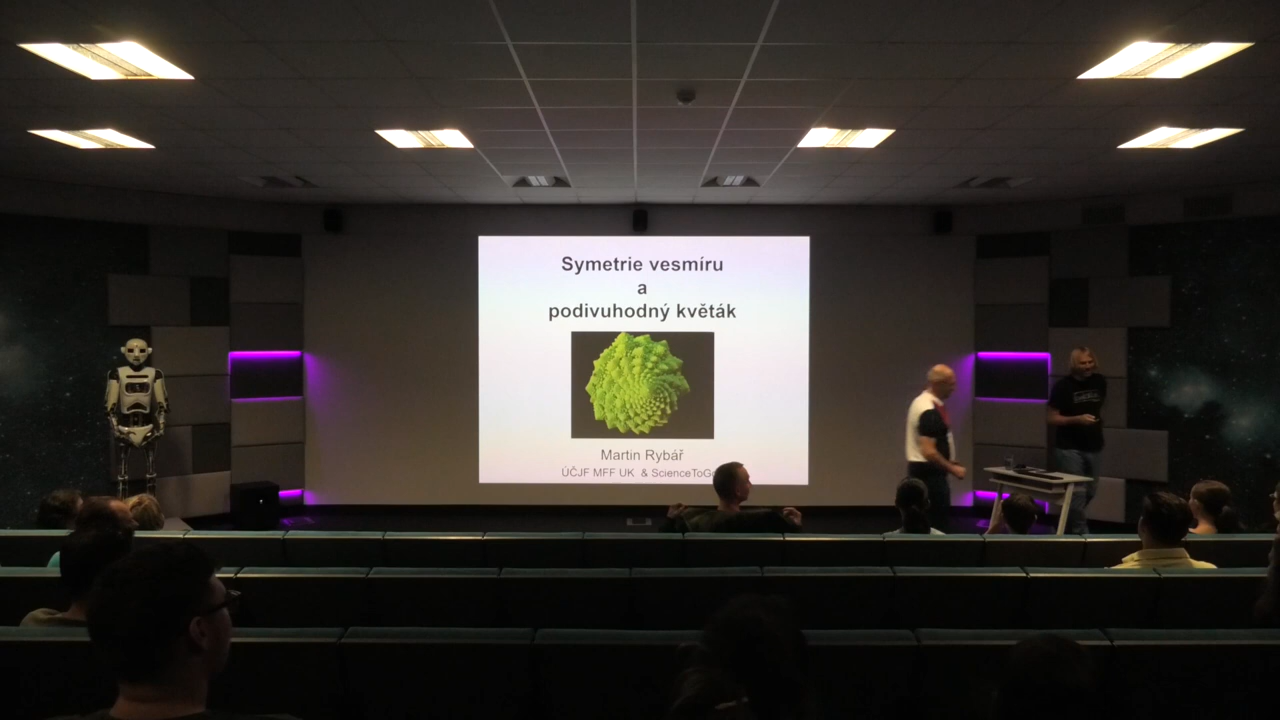 Symetrie vesmíru
a
podivuhodný květák
Martin Rybář
ÚČJF MFF UK & ScienceToGo